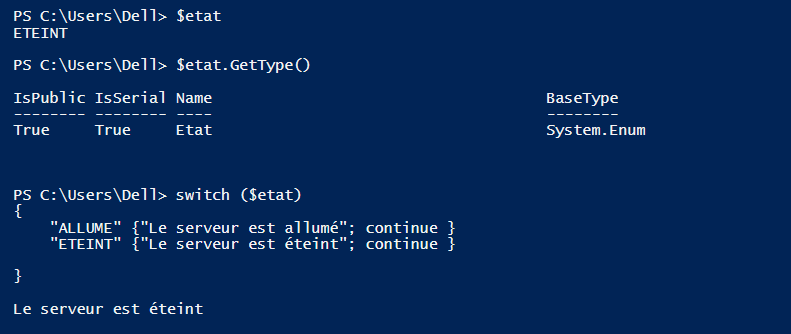 PS C:\Users\Dell> $etat
ETEINT
PS C:\Users\Dell> $etat.GetType()
IsPublic IsSerial Name                                     BaseType
-------- -------- ----                                     --------
True     True     Etat                                     System.Enum
PS C:\Users\Dell> switch ($etat)
{
    "ALLUME" {"Le serveur est allumé"; continue }
    "ETEINT" {"Le serveur est éteint"; continue }
}
Le serveur est éteint